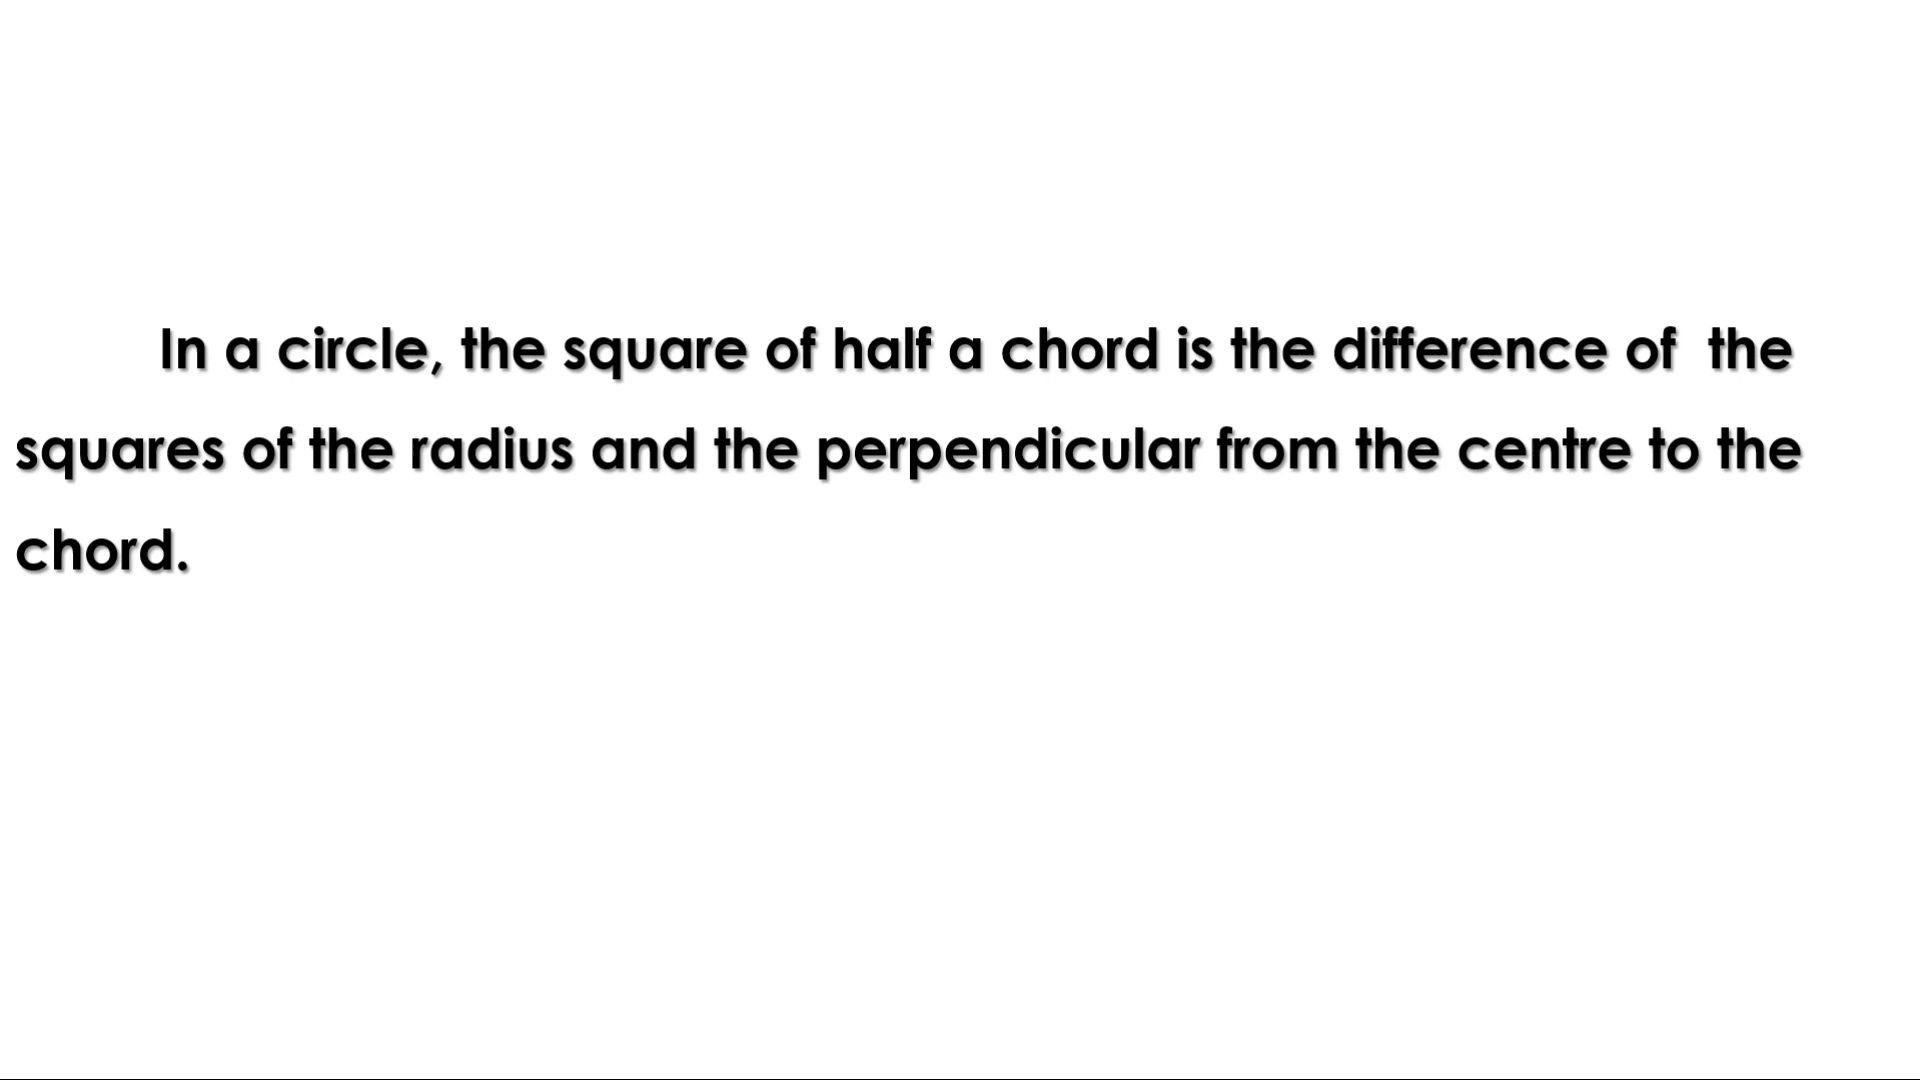 In a circle, the square of half a chord is the difference of the
squares of the radius and the perpendicular from the centre to the
chord.